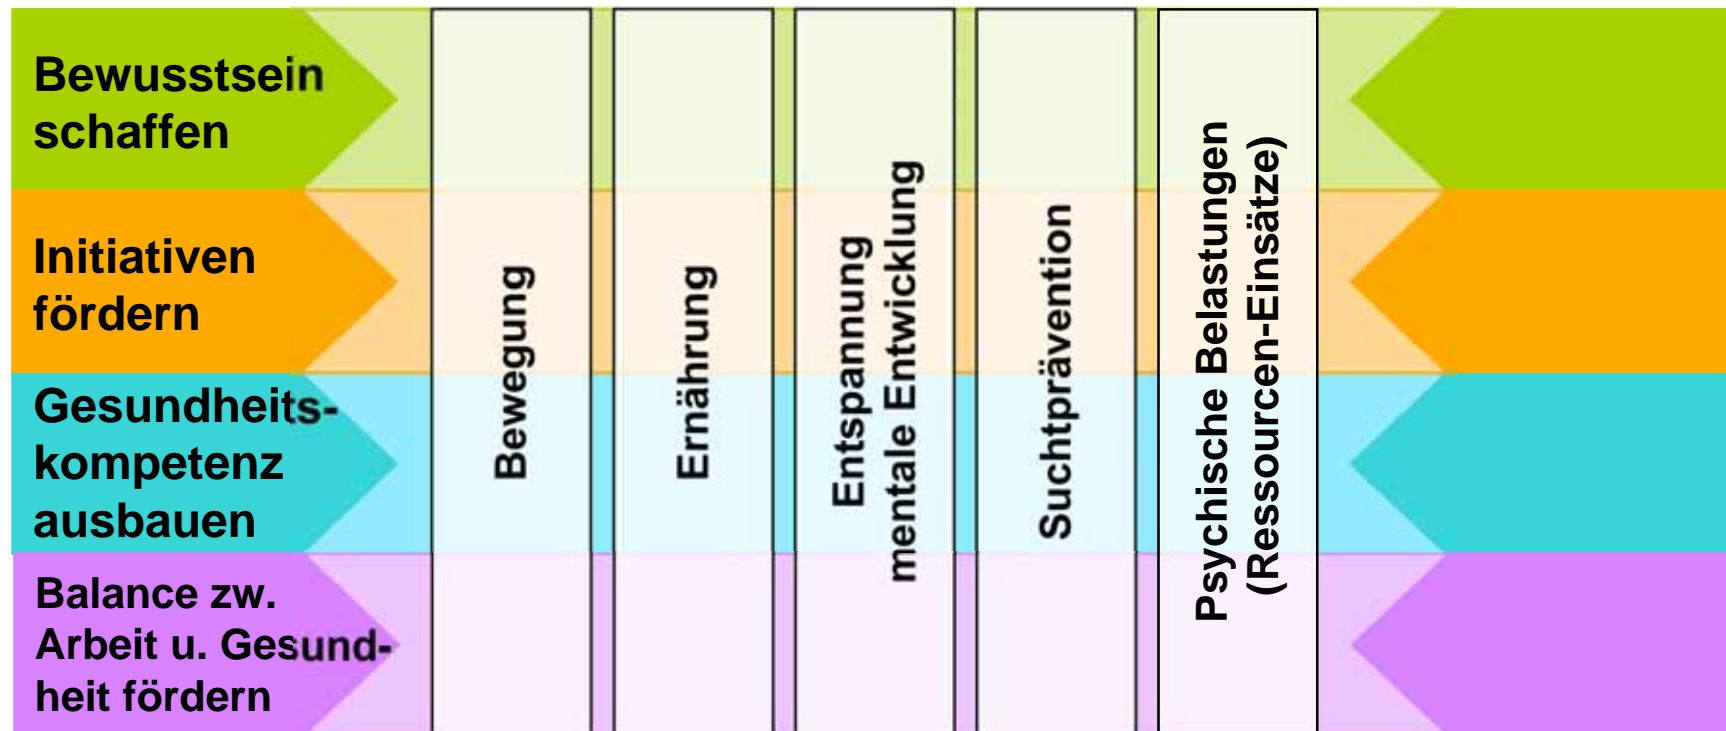 Bewusstsein
schaffen
Initiativen
fördern
Gesundheits-
kompetenz
ausbauen
Balance zw.
Arbeit u. Gesund-
heit fördern
Bewegung
Ernährung
Entspannung
mentale Entwicklung
Suchtprävention
Psychische Belastungen
(Ressourcen-Einsätze)